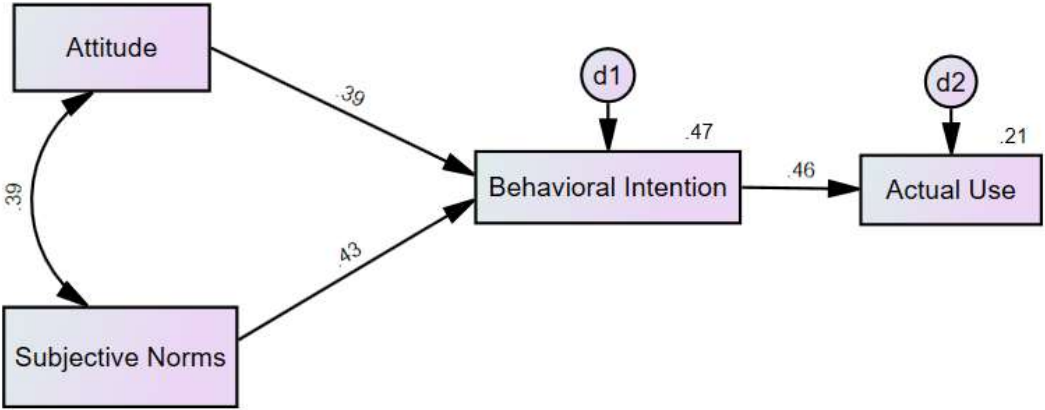 Attitude
d1
d2
.39
.47
.21
Behavioral Intention
.46
Actual Use
.39
.43
Subjective Norms